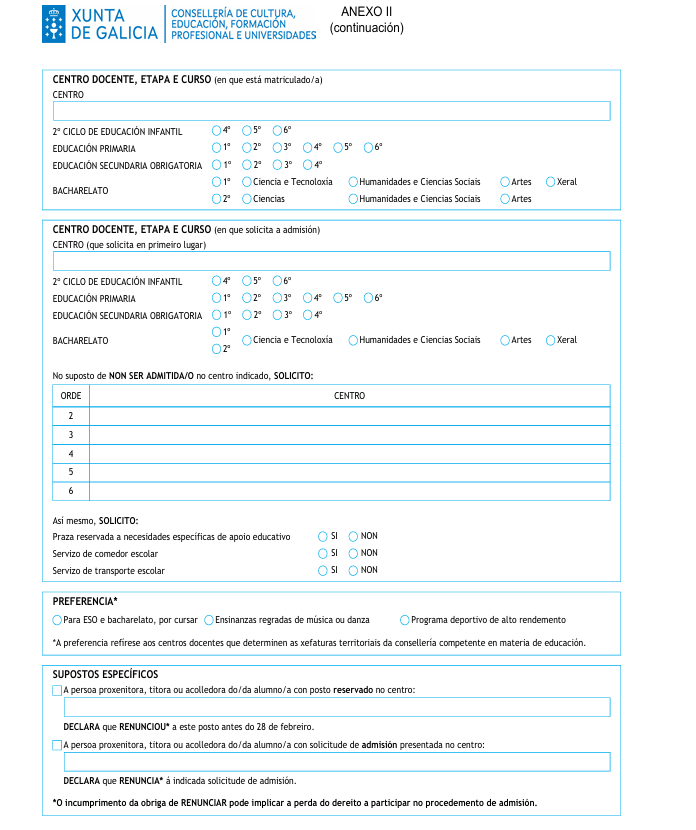 XUNTA
DE GALICIA
CONSELLERÍA DE CULTURA,
EDUCACIÓN, FORMACIÓN
PROFESIONAL E UNIVERSIDADES
ANEXO II
(continuación)
CENTRO DOCENTE, ETAPA E CURSO (en que está matriculado/a)
CENTRO
2º CICLO DE EDUCACIÓN INFANTIL 4º 5º 6º
EDUCACIÓN PRIMARIA 1º 2º 3º 4º 5º 6º
EDUCACIÓN SECUNDARIA OBRIGATORIA 1º 2º 3º 4º
BACHARELATO
1º Ciencia e Tecnoloxía Humanidades e Ciencias Sociais Artes Xeral
2º Ciencias Humanidades e Ciencias Sociais Artes
CENTRO DOCENTE, ETAPA E CURSO (en que solicita a admisión)
CENTRO (que solicita en primeiro lugar)
2º CICLO DE EDUCACIÓN INFANTIL 4º 5º 6º
EDUCACIÓN PRIMARIA 1º 2º 3º 4º 5º 6º
EDUCACIÓN SECUNDARIA OBRIGATORIA 1º 2º 3º 4º
1º
BACHARELATO Ciencia e Tecnoloxía Humanidades e Ciencias Sociais Artes Xeral
2º
No suposto de NON SER ADMITIDA/O no centro indicado, SOLICITO:
ORDE CENTRO
2
3
4
5
6
Así mesmo, SOLICITO:
Praza reservada a necesidades específicas de apoio educativo SI NON
Servizo de comedor escolar SI NON
Servizo de transporte escolar SI NON
PREFERENCIA*
Para ESO e bacharelato, por cursar Ensinanzas regradas de música ou danza Programa deportivo de alto rendemento
*A preferencia refírese aos centros docentes que determinen as xefaturas territoriais da consellería competente en materia de educación.
SUPOSTOS ESPECÍFICOS
A persoa proxenitora, titora ou acolledora do/da alumno/a con posto reservado no centro:
DECLARA que RENUNCIOU* a este posto antes do 28 de febreiro.
A persoa proxenitora, titora ou acolledora do/da alumno/a con solicitude de admisión presentada no centro:
DECLARA que RENUNCIA* á indicada solicitude de admisión.
*O incumprimento da obriga de RENUNCIAR pode implicar a perda do dereito a participar no procedemento de admisión.